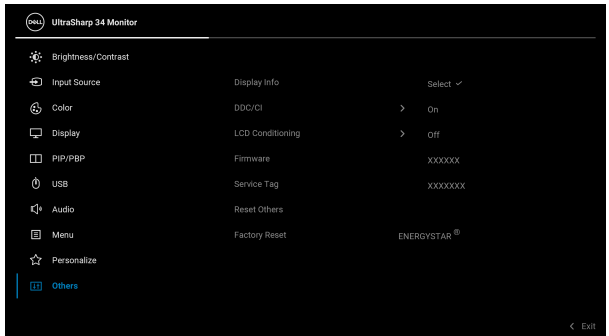 DELL UltraSharp 34 Monitor
Brightness/Contrast
Input Source Display Info Select ✓
Color DDC/CI > On
Display LCD Conditioning > Off
PIP/PBP Firmware XXXXXX
USB Service Tag XXXXXXX
Audio Reset Others
Menu Factory Reset ENERGYSTAR ®
Personalize
Others
< Exit